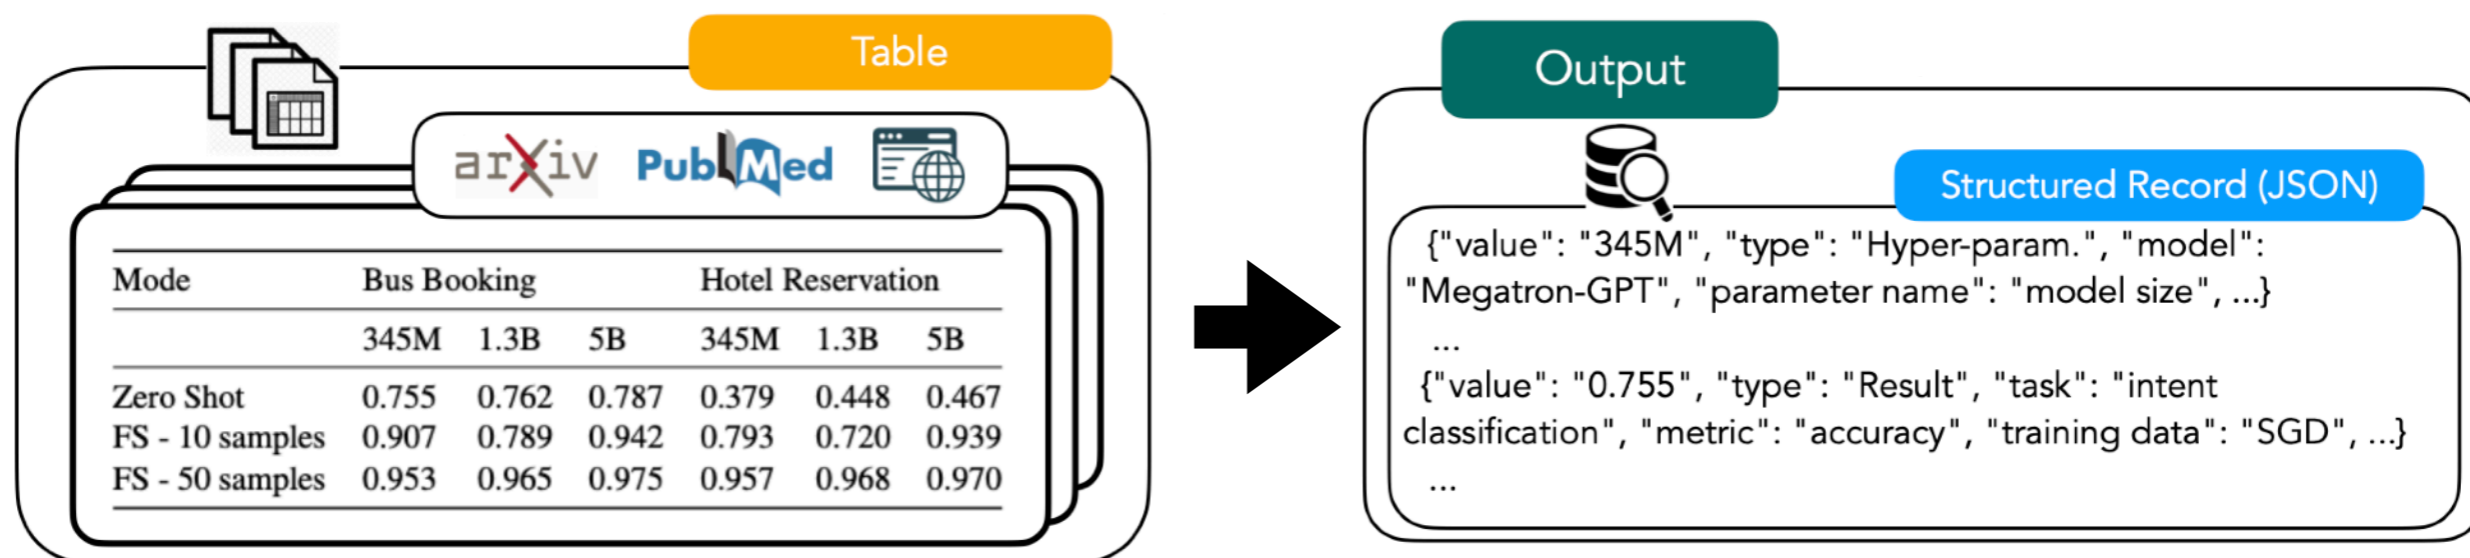 Table
arXiv PubMed
Mode Bus Booking Hotel Reservation
345M 1.3B 5B 345M 1.3B 5B
Zero Shot 0.755 0.762 0.787 0.379 0.448 0.467
FS - 10 samples 0.907 0.789 0.942 0.793 0.720 0.939
FS - 50 samples 0.953 0.965 0.975 0.957 0.968 0.970
Output
Structured Record (JSON)
{"value": "345M", "type": "Hyper-param.", "model":
"Megatron-GPT", "parameter name": "model size", ...}
...
{"value": "0.755", "type": "Result", "task": "intent
classification", "metric": "accuracy", "training data": "SGD", ...}
...